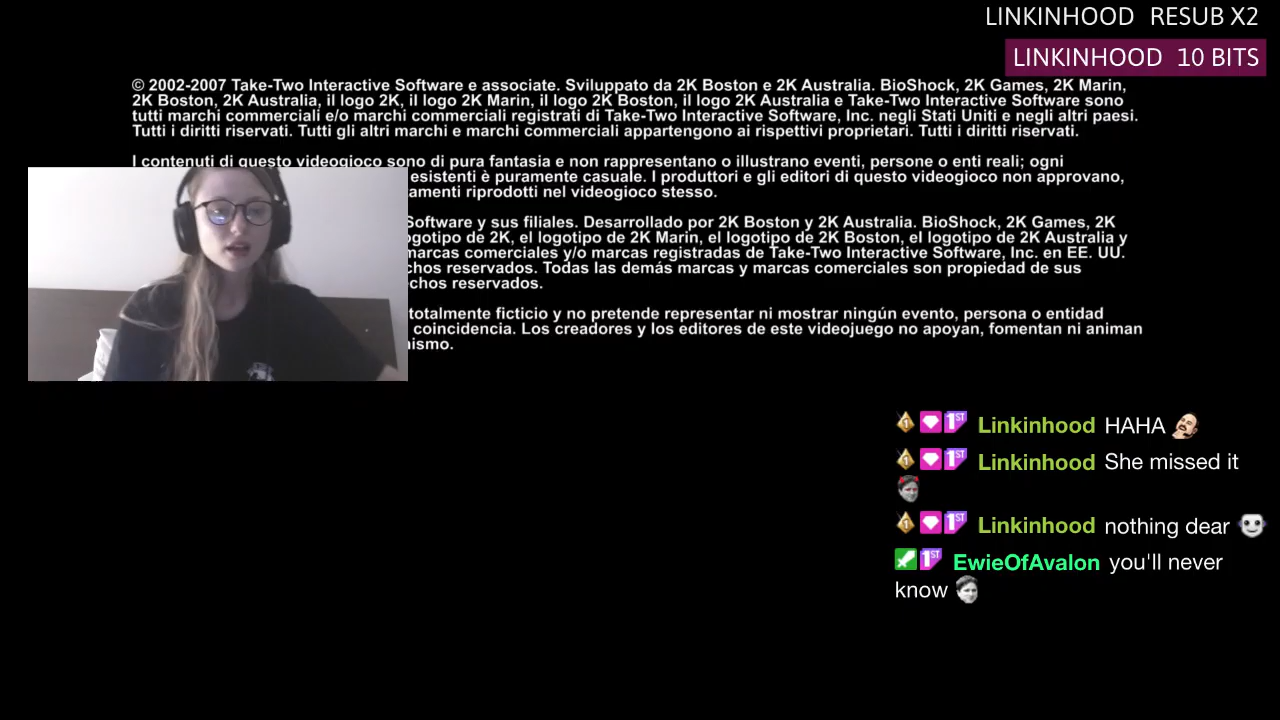 LINKINHOOD RESUB X2
LINKINHOOD 10 BITS
© 2002-2007 Take-Two Interactive Software e associate. Sviluppato da 2K Boston e 2K Australia. BioShock, 2K Games, 2K Marin,
2K Boston, 2K Australia, il logo 2K, il logo 2K Marin, il logo 2K Boston, il logo 2K Australia e Take-Two Interactive Software sono
tutti marchi commerciali e/o marchi commerciali registrati di Take-Two Interactive Software, Inc. negli Stati Uniti e negli altri paesi.
Tutti i diritti riservati. Tutti gli altri marchi e marchi commerciali appartengono ai rispettivi proprietari. Tutti i diritti riservati.
I contenuti di questo videogioco sono di pura fantasia e non rappresentano o illustrano eventi, persone o enti reali; ogni
esistenti è puramente casuale. I produttori e gli editori di questo videogioco non approvano,
amenti riprodotti nel videogioco stesso.
Software y sus filiales. Desarrollado por 2K Boston y 2K Australia. BioShock, 2K Games, 2K
ogotipo de 2K, el logotipo de 2K Marin, el logotipo de 2K Boston, el logotipo de 2K Australia y
marcas comerciales y/o marcas registradas de Take-Two Interactive Software, Inc. en EE. UU.
chos reservados. Todas las demás marcas y marcas comerciales son propiedad de sus
echos reservados.
totalmente ficticio y no pretende representar ni mostrar ningún evento, persona o entidad
coincidencia. Los creadores y los editores de este videojuego no apoyan, fomentan ni animan
ismo.
1 1ST Linkinhood HAHA
1 1ST Linkinhood She missed it
1 1ST Linkinhood nothing dear
1ST EwieOfAvalon you'll never
know